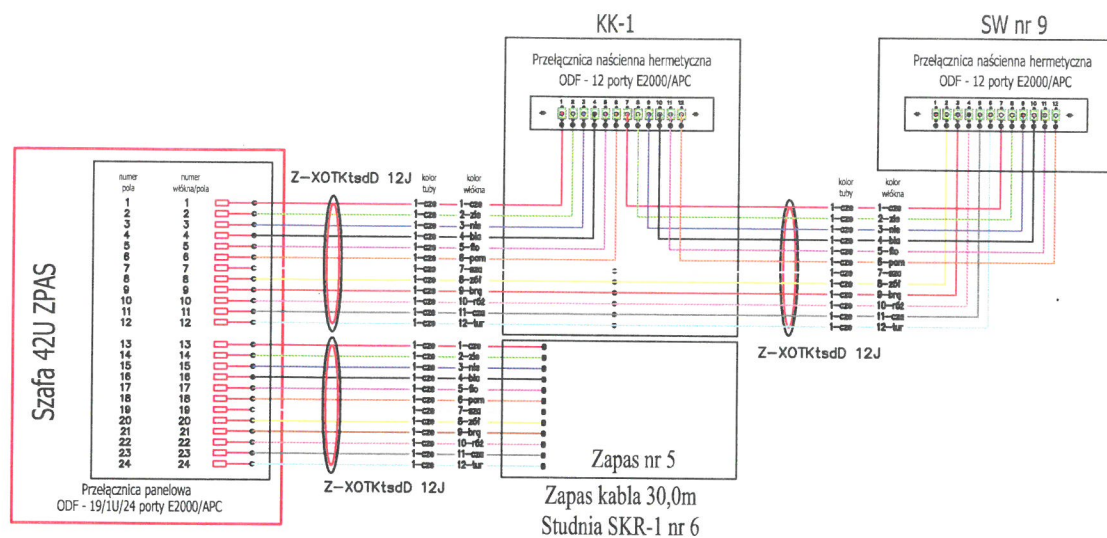 KK-1
SW nr 9
Przełącznica naścienna hermetyczna
ODF - 12 porty E2000/APC
1 2 3 4 5 6 7 8 9 10 11 12
Przełącznica naścienna hermetyczna
ODF - 12 porty E2000/APC
1 2 3 4 5 6 7 8 9 10 11 12
Szafa 42U ZPAS
numer pola
numer włókna/pola
Z-XOTKtsdD 12J
kolor tuby
kolor włókna
kolor tuby
kolor włókna
1 1 1-cze 1-cze 1-cze 1-cze
2 2 1-cze 2-zie 1-cze 2-zie
3 3 1-cze 3-nie 1-cze 3-nie
4 4 1-cze 4-bia 1-cze 4-bia
5 5 1-cze 5-fio 1-cze 5-fio
6 6 1-cze 6-pom 1-cze 6-pom
7 7 1-cze 7-sza 1-cze 7-sza
8 8 1-cze 8-żół 1-cze 8-żół
9 9 1-cze 9-brą 1-cze 9-brą
10 10 1-cze 10-róż 1-cze 10-róż
11 11 1-cze 11-cza 1-cze 11-cza
12 12 1-cze 12-tur 1-cze 12-tur
Z-XOTKtsdD 12J
13 13 1-cze 1-cze
14 14 1-cze 2-zie
15 15 1-cze 3-nie
16 16 1-cze 4-bia
17 17 1-cze 5-fio
18 18 1-cze 6-pom
19 19 1-cze 7-sza
20 20 1-cze 8-żół
21 21 1-cze 9-brą
22 22 1-cze 10-róż
23 23 1-cze 11-cza
24 24 1-cze 12-tur
Zapas nr 5
Przełącznica panelowa
ODF - 19/1U/24 porty E2000/APC
Z-XOTKtsdD 12J
Zapas kabla 30,0m
Studnia SKR-1 nr 6